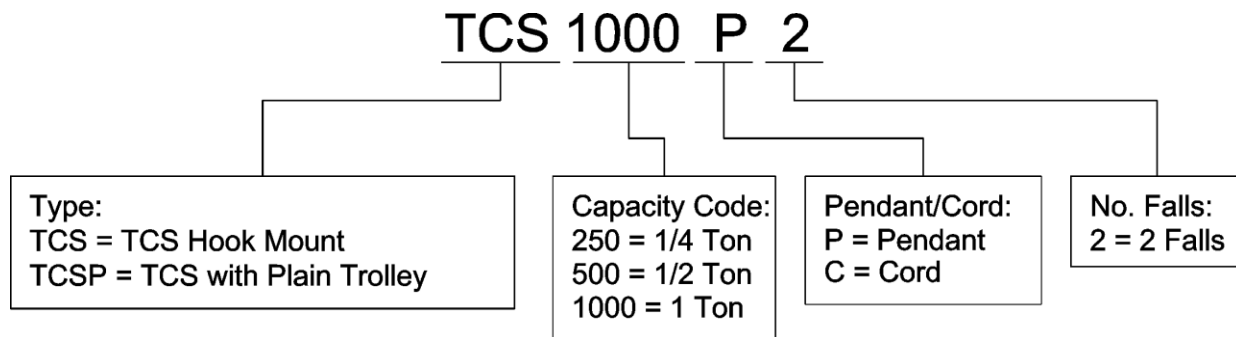 TCS 1000 P 2
Type:
TCS = TCS Hook Mount
TCSP = TCS with Plain Trolley
Capacity Code:
250 = 1/4 Ton
500 = 1/2 Ton
1000 = 1 Ton
Pendant/Cord:
P = Pendant
C = Cord
No. Falls:
2 = 2 Falls